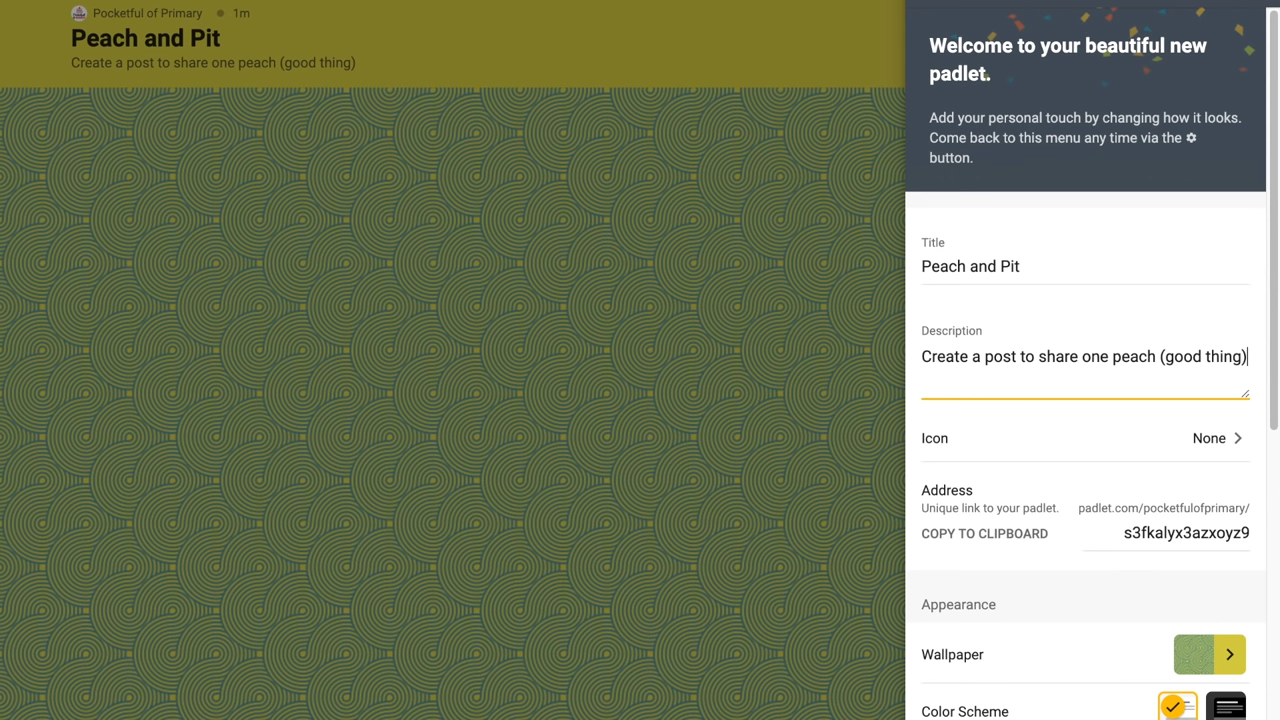 Pocketful of Primary 1m
Peach and Pit
Create a post to share one peach (good thing)
Welcome to your beautiful new
padlet.
Add your personal touch by changing how it looks.
Come back to this menu any time via the
button.
Title
Peach and Pit
Description
Create a post to share one peach (good thing)
Icon
None
Address
Unique link to your padlet.
padlet.com/pocketfulofprimary/
COPY TO CLIPBOARD
s3fkalyx3azxoyz9
Appearance
Wallpaper
Color Scheme